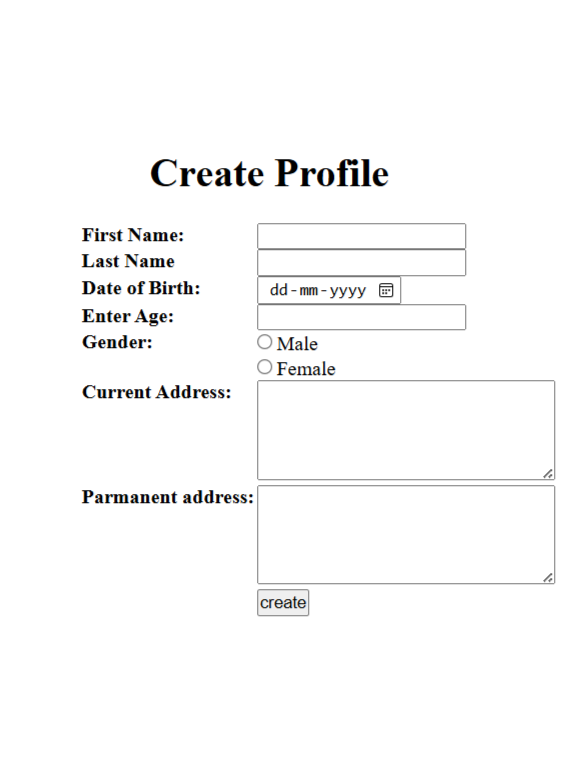 Create Profile
First Name:
Last Name
Date of Birth: dd-mm-yyyy
Enter Age:
Gender: Male
Female
Current Address:
Parmanent address:
create